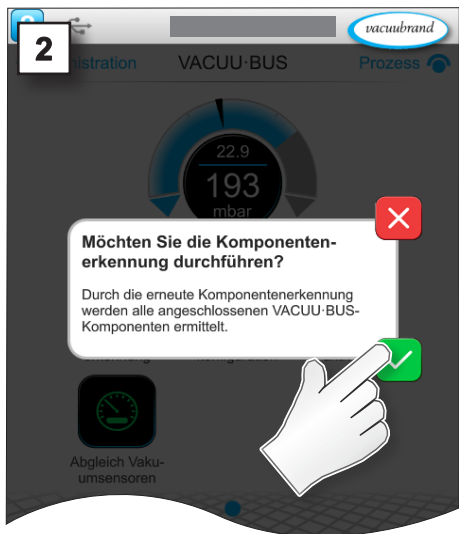 2
vacuubrand
istration VACUU·BUS Prozess
22.9
193
mbar
Möchten Sie die Komponenten-
erkennung durchführen?
Durch die erneute Komponentenerkennung
werden alle angeschlossenen VACUU·BUS-
Komponenten ermittelt.
Abgleich Vaku-
umsensoren